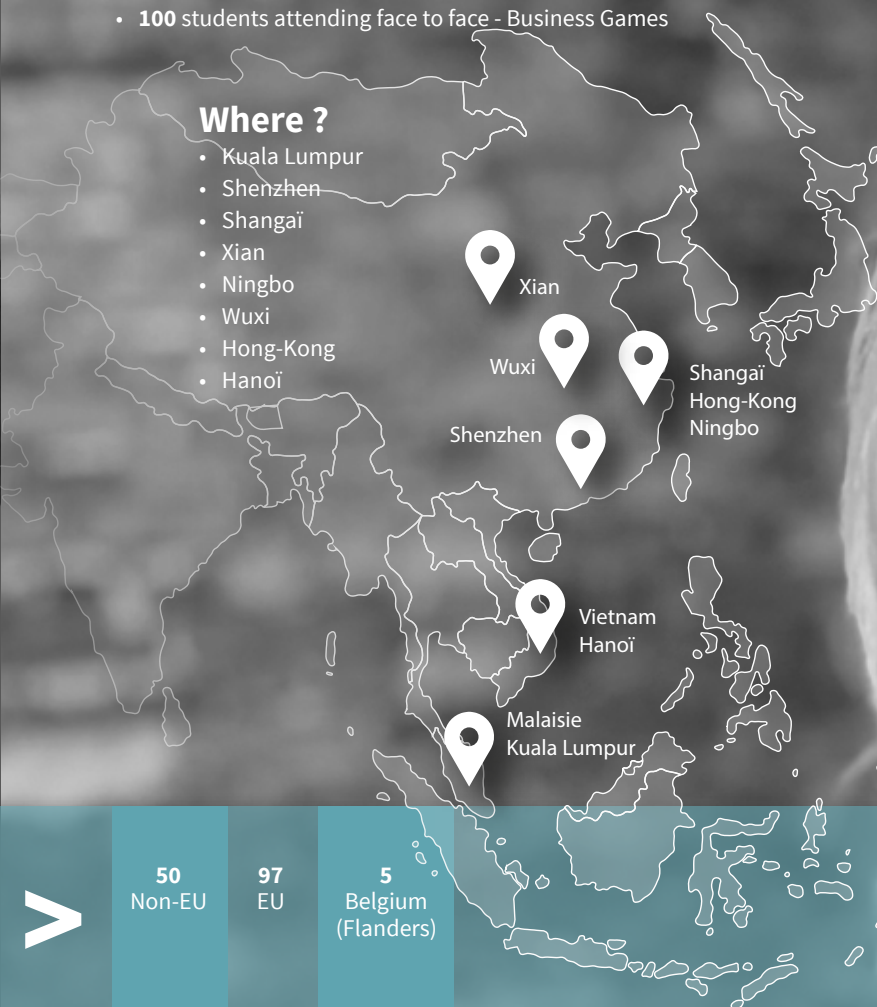 • 100 students attending face to face - Business Games
Where ?
• Kuala Lumpur
• Shenzhen
• Shangaï
• Xian
• Ningbo
• Wuxi
• Hong-Kong
• Hanoï
Xian
Wuxi
Shangaï
Hong-Kong
Ningbo
Shenzhen
Vietnam
Hanoï
Malaisie
Kuala Lumpur
>
50
Non-EU
97
EU
5
Belgium
(Flanders)